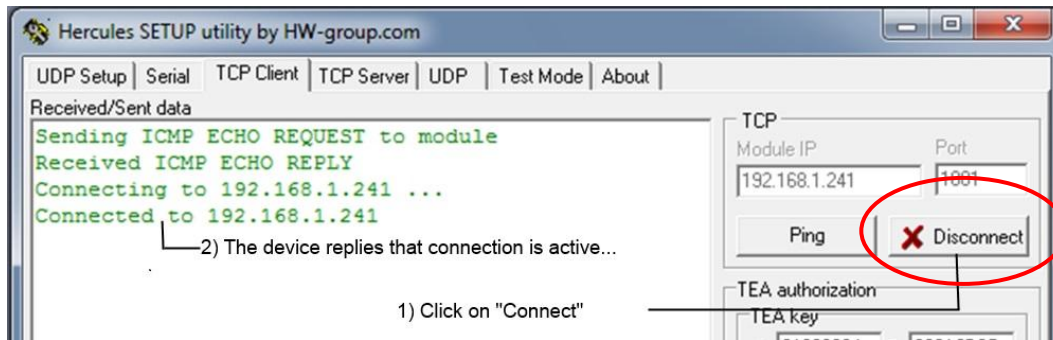 Hercules SETUP utility by HW-group.com
UDP Setup Serial TCP Client TCP Server UDP Test Mode About
Received/Sent data
Sending ICMP ECHO REQUEST to module
Received ICMP ECHO REPLY
Connecting to 192.168.1.241 ...
Connected to 192.168.1.241
2) The device replies that connection is active...
1) Click on "Connect"
TCP
Module IP Port
192.168.1.241 1001
Ping Disconnect
TEA authorization
TEA key